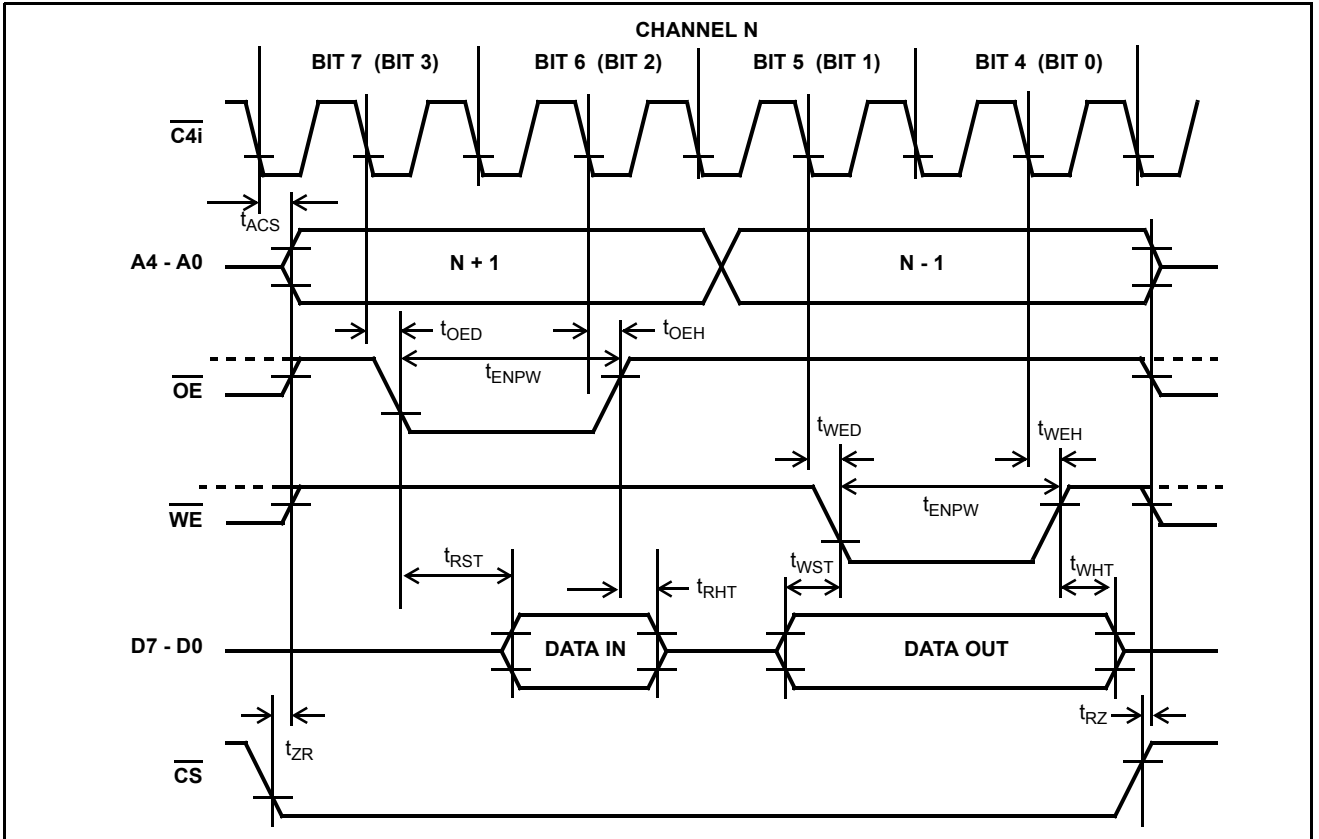 CHANNEL N
BIT 7 (BIT 3) BIT 6 (BIT 2) BIT 5 (BIT 1) BIT 4 (BIT 0)
C4i
tACS
A4 - A0 N + 1 N - 1
tOED tOEH
tENPW
OE
tWED tWEH
tENPW
WE
tRST tWST tWHT
tRHT
D7 - D0 DATA IN DATA OUT
tRZ
tZR
CS